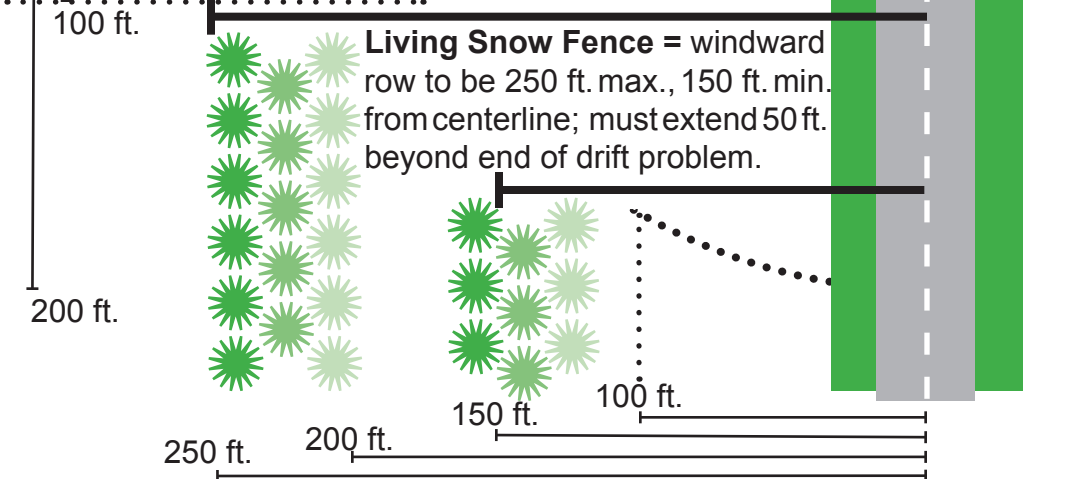 100 ft.
Living Snow Fence = windward
row to be 250 ft. max., 150 ft. min.
from centerline; must extend 50 ft.
beyond end of drift problem.
200 ft.
100 ft.
150 ft.
200 ft.
250 ft.